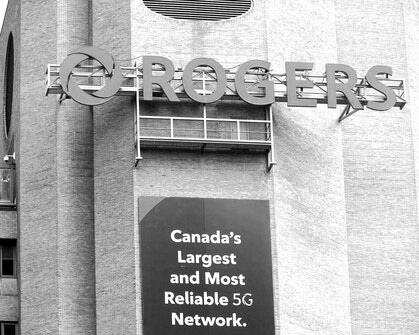 ROGERS
Canada's
Largest
and Most
Reliable 5G
Network.